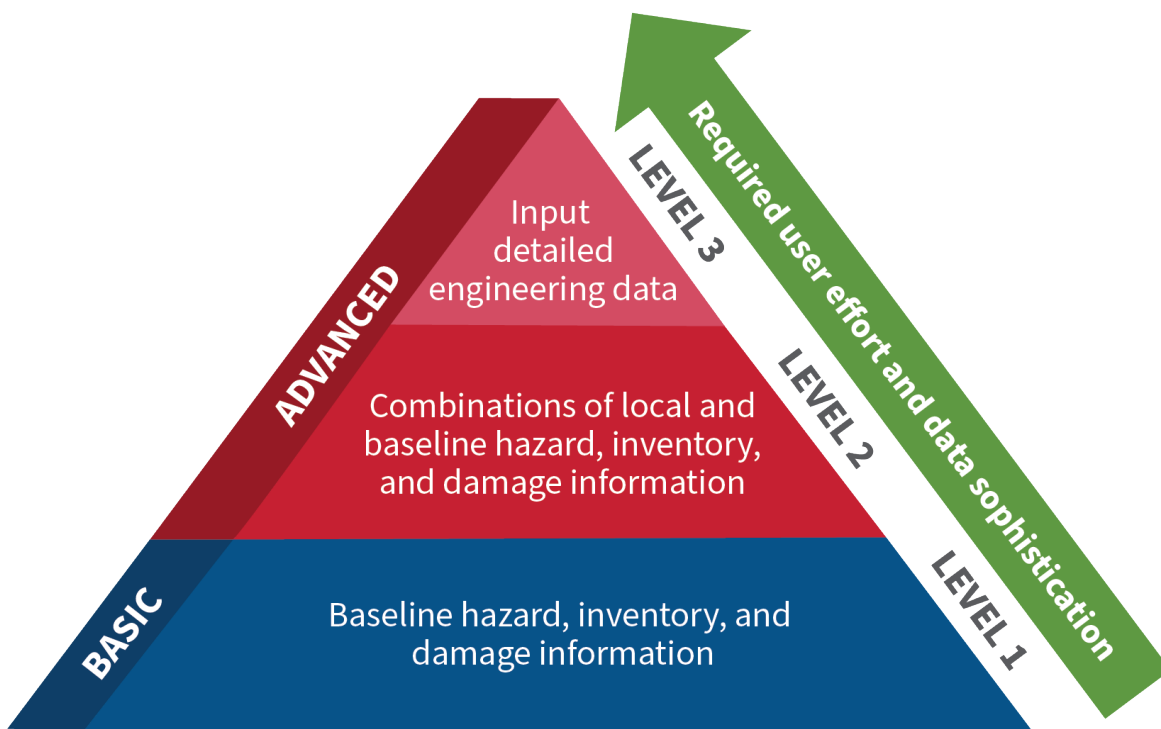 Required user effort and data sophistication
LEVEL 3
Input
detailed
engineering data
ADVANCED
LEVEL 2
Combinations of local and
baseline hazard, inventory,
and damage information
LEVEL 1
BASIC
Baseline hazard, inventory, and
damage information